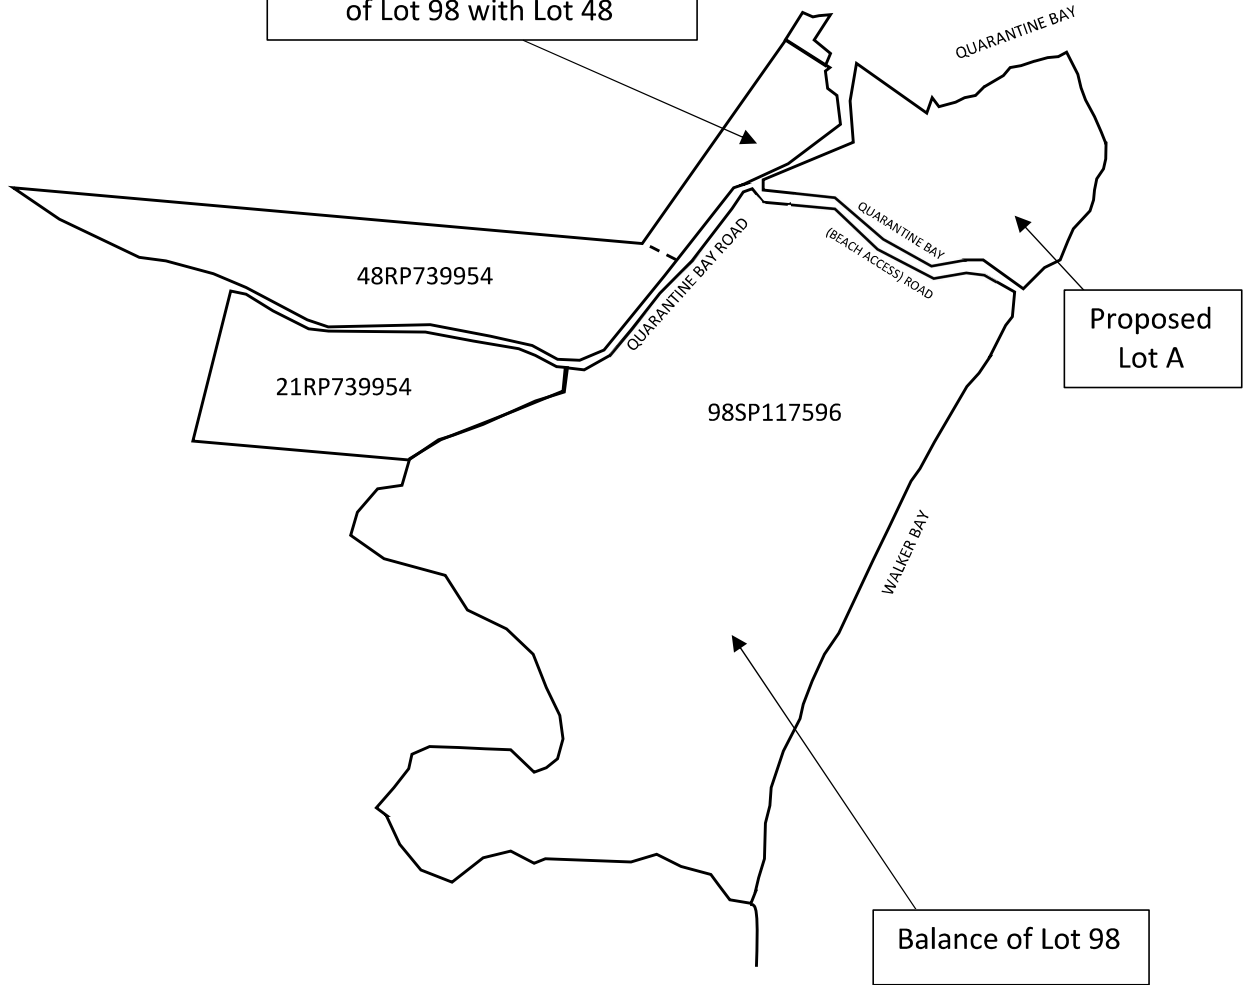 of Lot 98 with Lot 48
QUARANTINE BAY
48RP739954
QUARANTINE BAY ROAD
QUARANTINE BAY
(BEACH ACCESS) ROAD
Proposed
Lot A
21RP739954
98SP117596
WALKER BAY
Balance of Lot 98